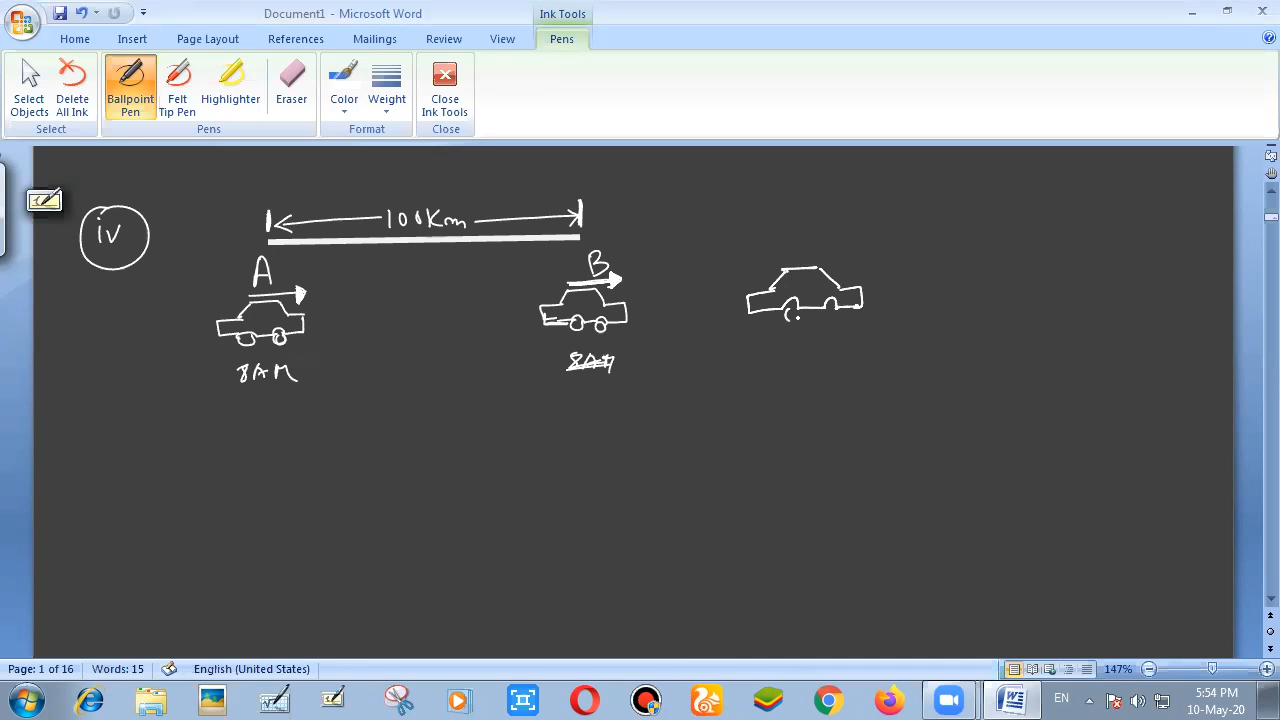 Document1 - Microsoft Word
Ink Tools
Home Insert Page Layout References Mailings Review View Pens
Select Objects
Delete All Ink
Ballpoint Pen
Felt Tip Pen
Highlighter
Eraser
Color
Weight
Close Ink Tools
Select Pens Format Close
iv
100Km
A B
8AM
Page: 1 of 16 Words: 15 English (United States) 147%
EN 5:54 PM
10-May-20